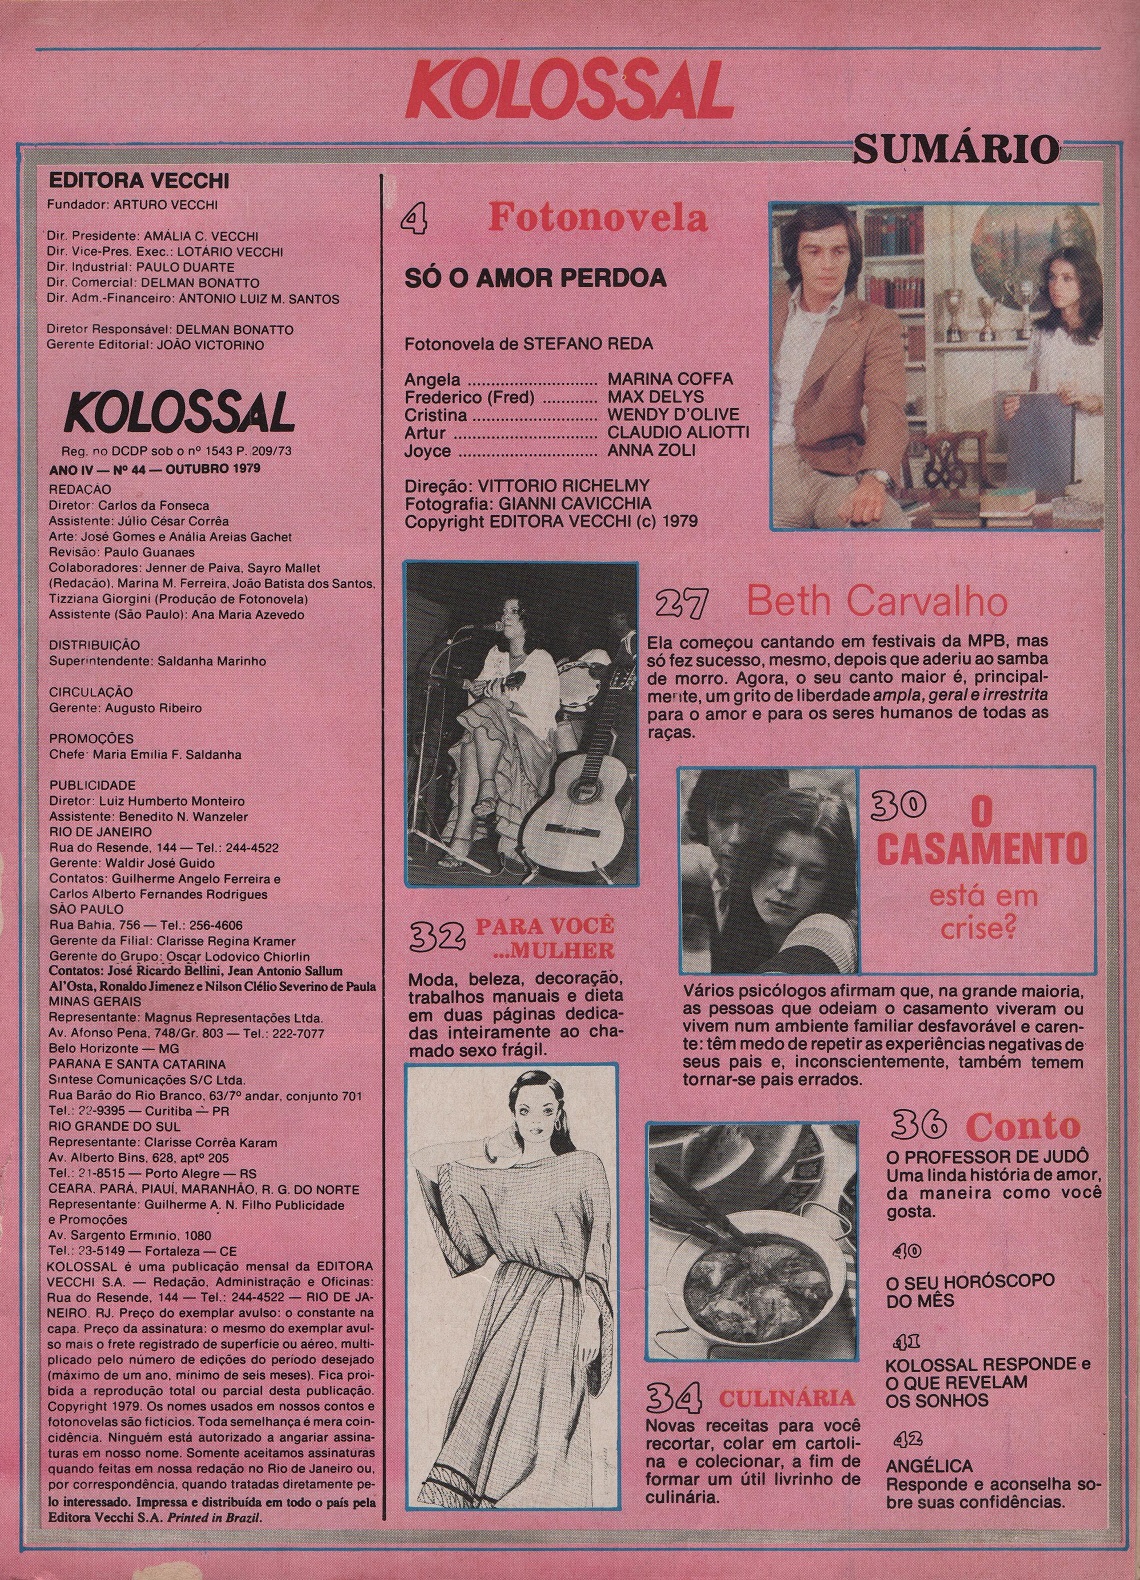 KOLOSSAL
SUMÁRIO
EDITORA VECCHI
Fundador: ARTURO VECCHI
Dir. Presidente: AMÁLIA C. VECCHI
Dir. Vice-Pres. Exec.: LOTÁRIO VECCHI
Dir. Industrial: PAULO DUARTE
Dir. Comercial: DELMAN BONATTO
Dir. Adm.-Financeiro: ANTONIO LUIZ M. SANTOS
Diretor Responsável: DELMAN BONATTO
Gerente Editorial: JOÃO VICTORINO
KOLOSSAL
Reg. no DCDP sob o nº 1543 P. 209/73
ANO IV — Nº 44 — OUTUBRO 1979
REDAÇÃO
Diretor: Carlos da Fonseca
Assistente: Júlio César Corrêa
Arte: José Gomes e Anália Areias Gachet
Revisão: Paulo Guanaes
Colaboradores: Jenner de Paiva, Sayro Mallet
(Redação), Marina M. Ferreira, João Batista dos Santos,
Tizziana Giorgini (Produção de Fotonovela)
Assistente (São Paulo): Ana Maria Azevedo
DISTRIBUIÇÃO
Superintendente: Saldanha Marinho
CIRCULAÇÃO
Gerente: Augusto Ribeiro
PROMOÇÕES
Chefe: Maria Emília F. Saldanha
PUBLICIDADE
Diretor: Luiz Humberto Monteiro
Assistente: Benedito N. Wanzeler
RIO DE JANEIRO
Rua do Resende, 144 — Tel.: 244-4522
Gerente: Waldir José Guido
Contatos: Guilherme Angelo Ferreira e
Carlos Alberto Fernandes Rodrigues
SÃO PAULO
Rua Bahia, 756 — Tel.: 256-4606
Gerente da Filial: Clarisse Regina Kramer
Gerente do Grupo: Oscar Lodovico Chiorlin
Contatos: José Ricardo Bellini, Jean Antonio Sallum
Al'Osta, Ronaldo Jimenez e Nilson Clélio Severino de Paula
MINAS GERAIS
Representante: Magnus Representações Ltda.
Av. Afonso Pena, 748/Gr. 803 — Tel.: 222-7077
Belo Horizonte — MG
PARANÁ E SANTA CATARINA
Síntese Comunicações S/C Ltda.
Rua Barão do Rio Branco, 63/7º andar, conjunto 701
Tel.: 22-9395 — Curitiba — PR
RIO GRANDE DO SUL
Representante: Clarisse Corrêa Karam
Av. Alberto Bins, 628, aptº 205
Tel.: 21-8515 — Porto Alegre — RS
CEARÁ, PARÁ, PIAUÍ, MARANHÃO, R. G. DO NORTE
Representante: Guilherme A. N. Filho Publicidade
e Promoções
Av. Sargento Ermínio, 1080
Tel.: 23-5149 — Fortaleza — CE
KOLOSSAL é uma publicação mensal da EDITORA
VECCHI S.A. — Redação, Administração e Oficinas:
Rua do Resende, 144 — Tel.: 244-4522 — RIO DE JA-
NEIRO, RJ. Preço do exemplar avulso: o constante na
capa. Preço da assinatura: o mesmo do exemplar avul-
so mais o frete registrado de superfície ou aéreo, multi-
plicado pelo número de edições do período desejado
(máximo de um ano, mínimo de seis meses). Fica proi-
bida a reprodução total ou parcial desta publicação.
Copyright 1979. Os nomes usados em nossos contos e
fotonovelas são fictícios. Toda semelhança é mera coin-
cidência. Ninguém está autorizado a angariar assina-
turas em nosso nome. Somente aceitamos assinaturas
quando feitas em nossa redação no Rio de Janeiro ou,
por correspondência, quando tratadas diretamente pe-
lo interessado. Impressa e distribuída em todo o país pela
Editora Vecchi S.A. Printed in Brazil.
4 Fotonovela
SÓ O AMOR PERDOA
Fotonovela de STEFANO REDA
Angela ........................... MARINA COFFA
Frederico (Fred) ............ MAX DELYS
Cristina .......................... WENDY D'OLIVE
Artur .............................. CLAUDIO ALIOTTI
Joyce ............................. ANNA ZOLI
Direção: VITTORIO RICHELMY
Fotografia: GIANNI CAVICCHIA
Copyright EDITORA VECCHI (c) 1979
27 Beth Carvalho
Ela começou cantando em festivais da MPB, mas
só fez sucesso, mesmo, depois que aderiu ao samba
de morro. Agora, o seu canto maior é, principal-
mente, um grito de liberdade ampla, geral e irrestrita
para o amor e para os seres humanos de todas as
raças.
30 O
CASAMENTO
está em
crise?
Vários psicólogos afirmam que, na grande maioria,
as pessoas que odeiam o casamento viveram ou
vivem num ambiente familiar desfavorável e caren-
te: têm medo de repetir as experiências negativas de
seus pais e, inconscientemente, também temem
tornar-se pais errados.
32 PARA VOCÊ
...MULHER
Moda, beleza, decoração,
trabalhos manuais e dieta
em duas páginas dedica-
das inteiramente ao cha-
mado sexo frágil.
34 CULINÁRIA
Novas receitas para você
recortar, colar em cartoli-
na e colecionar, a fim de
formar um útil livrinho de
culinária.
36 Conto
O PROFESSOR DE JUDÔ
Uma linda história de amor,
da maneira como você
gosta.
40
O SEU HORÓSCOPO
DO MÊS
41
KOLOSSAL RESPONDE e
O QUE REVELAM
OS SONHOS
42
ANGÉLICA
Responde e aconselha so-
bre suas confidências.